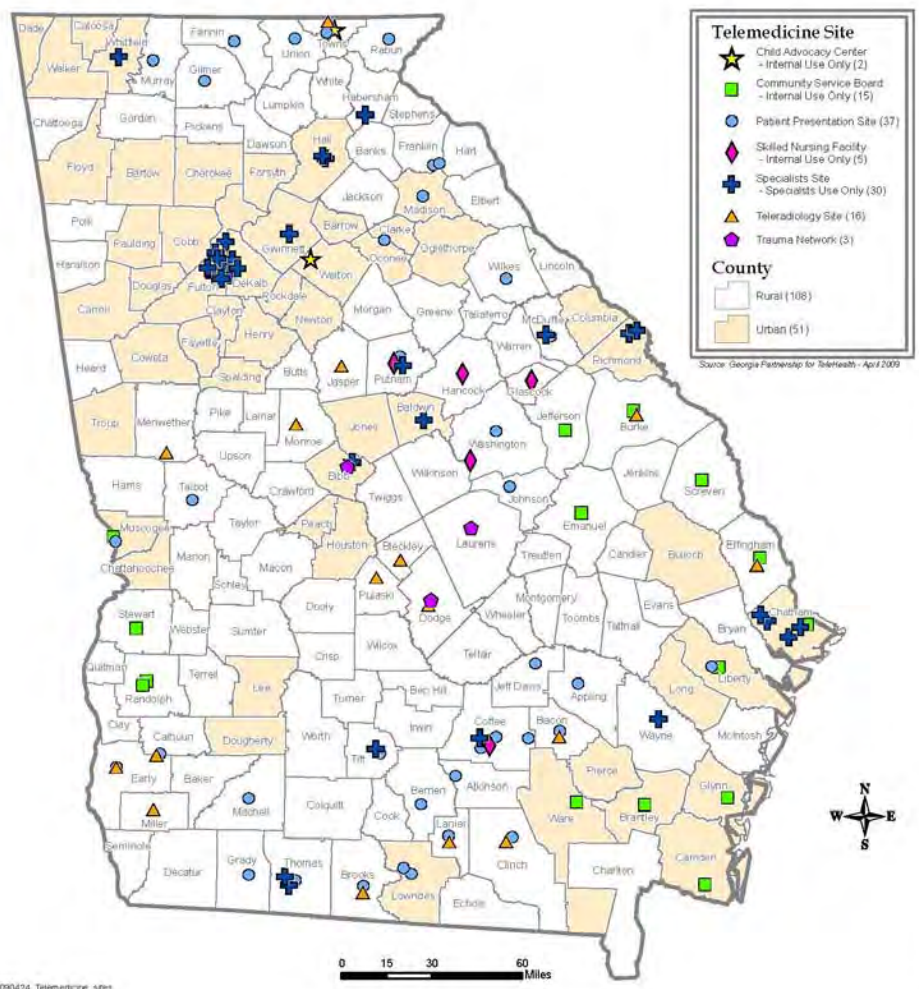 Telemedicine Site
Child Advocacy Center
- Internal Use Only (2)
Community Service Board
- Internal Use Only (15)
Patient Presentation Site (37)
Skilled Nursing Facility
- Internal Use Only (5)
Specialists Site
- Specialists Use Only (30)
Teleradiology Site (16)
Trauma Network (3)
County
Rural (108)
Urban (51)
Source: Georgia Partnership for TeleHealth - April 2009
Dade
Catoosa
Whitfield
Fannin
Towns
Union
Rabun
Walker
Murray
Gilmer
White
Habersham
Lumpkin
Stephens
Chattooga
Gordon
Pickens
Dawson
Hall
Banks
Franklin
Hart
Floyd
Bartow
Cherokee
Forsyth
Jackson
Madison
Elbert
Polk
Barrow
Clarke
Paulding
Cobb
Gwinnett
Oconee
Oglethorpe
Haralson
Walton
Wilkes
Lincoln
Douglas
Fulton
DeKalb
Rockdale
Morgan
Greene
Taliaferro
McDuffie
Columbia
Carroll
Clayton
Newton
Warren
Henry
Richmond
Fayette
Heard
Coweta
Spalding
Butts
Jasper
Putnam
Hancock
Glascock
Troup
Meriwether
Pike
Lamar
Monroe
Jones
Baldwin
Jefferson
Burke
Upson
Washington
Bibb
Wilkinson
Jenkins
Harris
Talbot
Crawford
Twiggs
Johnson
Screven
Taylor
Emanuel
Muscogee
Peach
Houston
Laurens
Effingham
Chattahoochee
Marion
Macon
Bleckley
Treutlen
Candler
Bulloch
Schley
Pulaski
Montgomery
Stewart
Webster
Sumter
Dooly
Dodge
Wheeler
Toombs
Evans
Tattnall
Bryan
Chatham
Quitman
Crisp
Wilcox
Telfair
Randolph
Terrell
Lee
Turner
Ben Hill
Jeff Davis
Appling
Long
Liberty
Clay
Calhoun
Dougherty
Worth
Irwin
Coffee
Bacon
Wayne
McIntosh
Tift
Early
Baker
Pierce
Berrien
Atkinson
Glynn
Miller
Mitchell
Colquitt
Cook
Ware
Brantley
Lanier
Seminole
Clinch
Camden
Decatur
Grady
Thomas
Brooks
Lowndes
Charlton
Echols
N
W E
S
0 15 30 60
Miles
090424_Telemedicine_sites